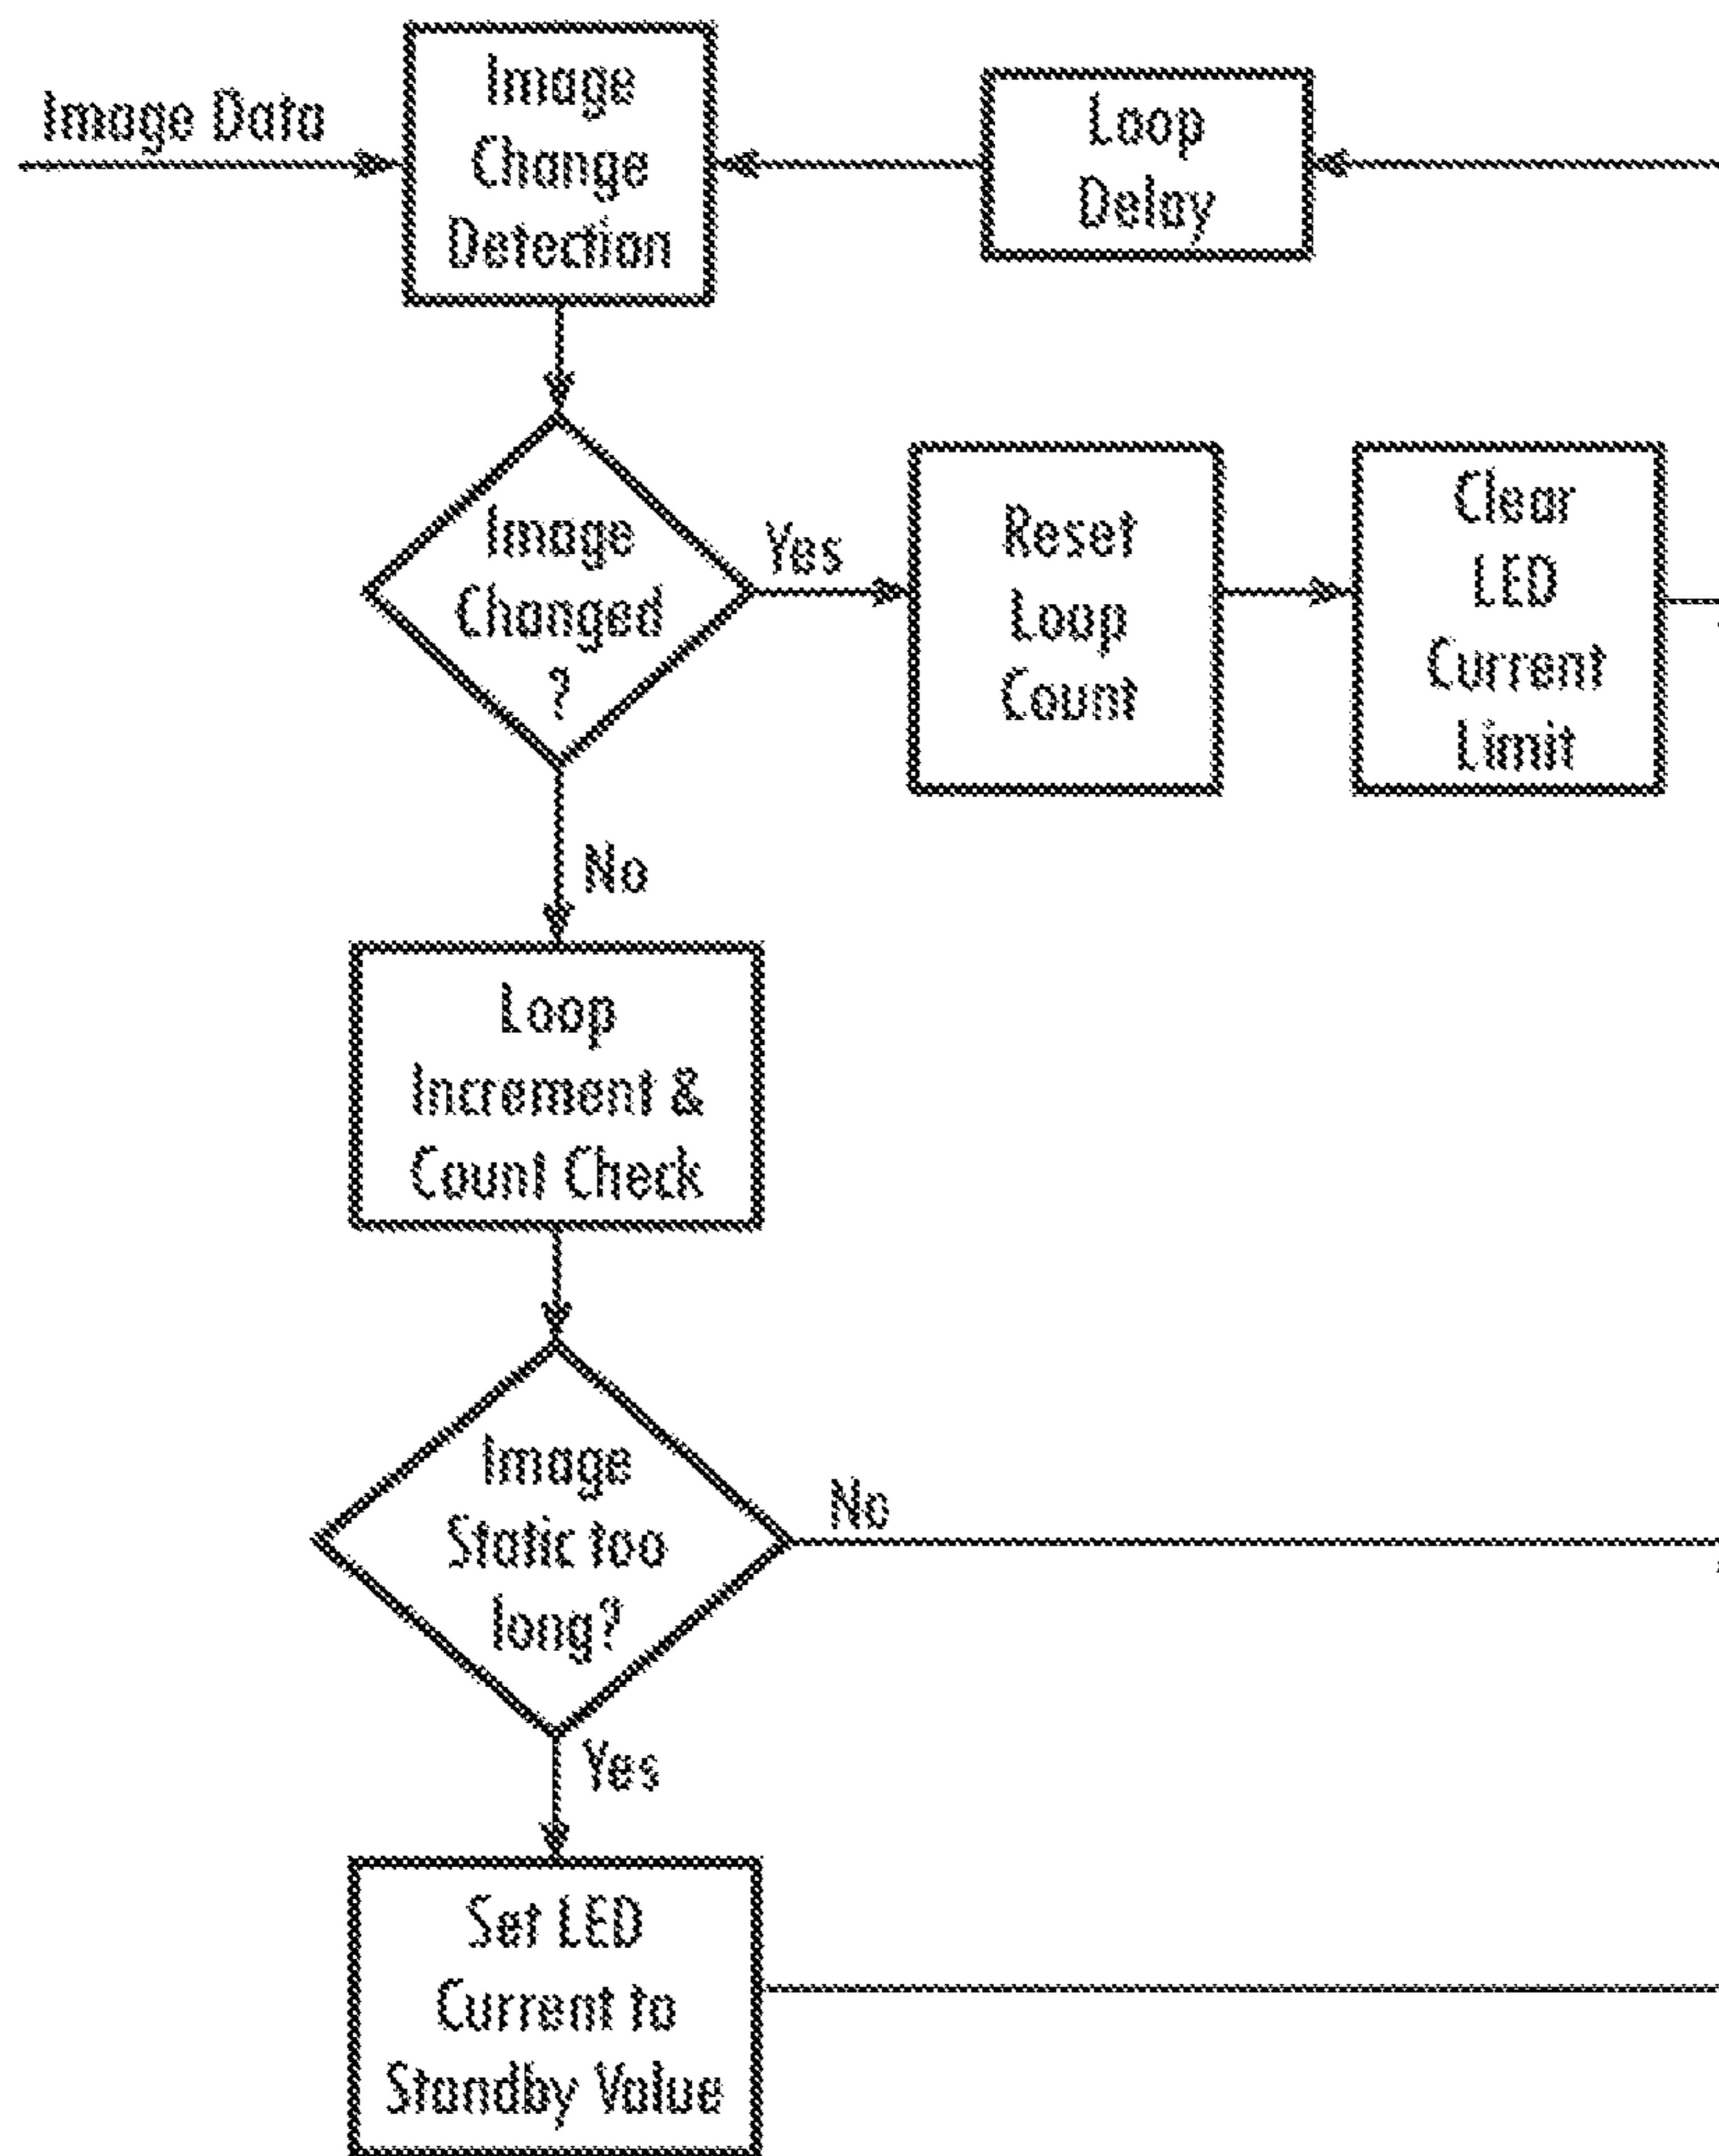 Image Data
Image
Change
Detection
Loop
Delay
Image
Changed
?
Yes
Reset
Loop
Count
Clear
LED
Current
Limit
No
Loop
Increment &
Count Check
Image
Static too
long?
No
Yes
Set LED
Current to
Standby Value